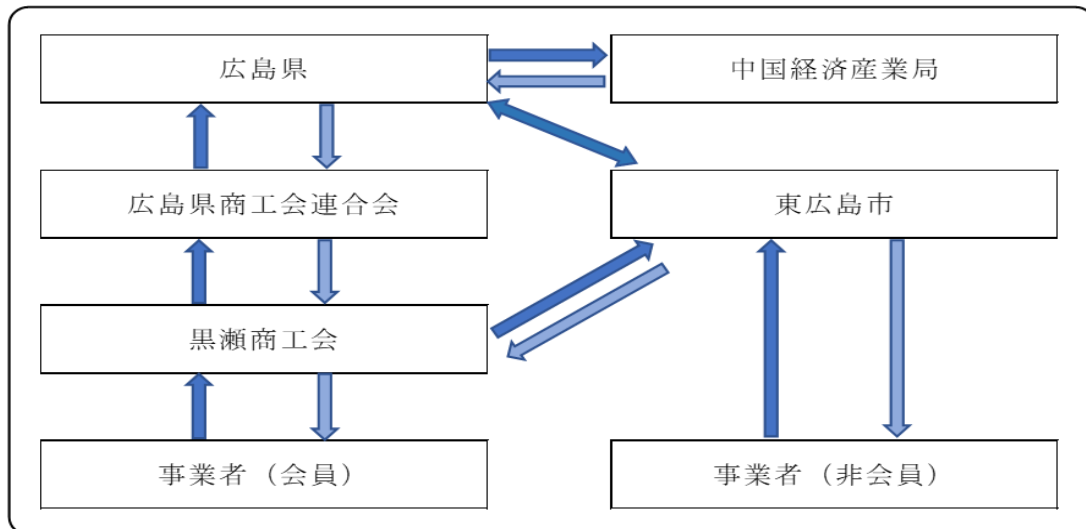 広島県
中国経済産業局
広島県商工会連合会
東広島市
黒瀬商工会
事業者（会員）
事業者（非会員）